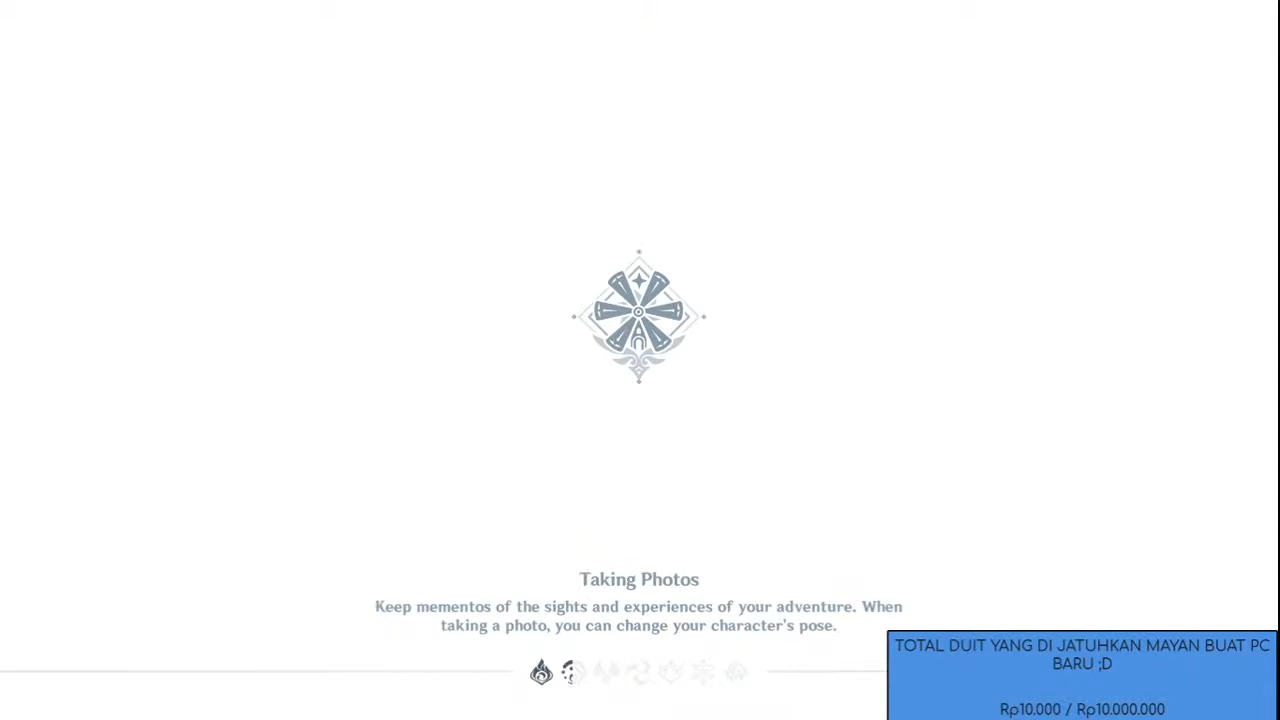 Taking Photos
Keep mementos of the sights and experiences of your adventure. When
taking a photo, you can change your character's pose.
TOTAL DUIT YANG DI JATUHKAN MAYAN BUAT PC
BARU ;D
Rp10.000 / Rp10.000.000